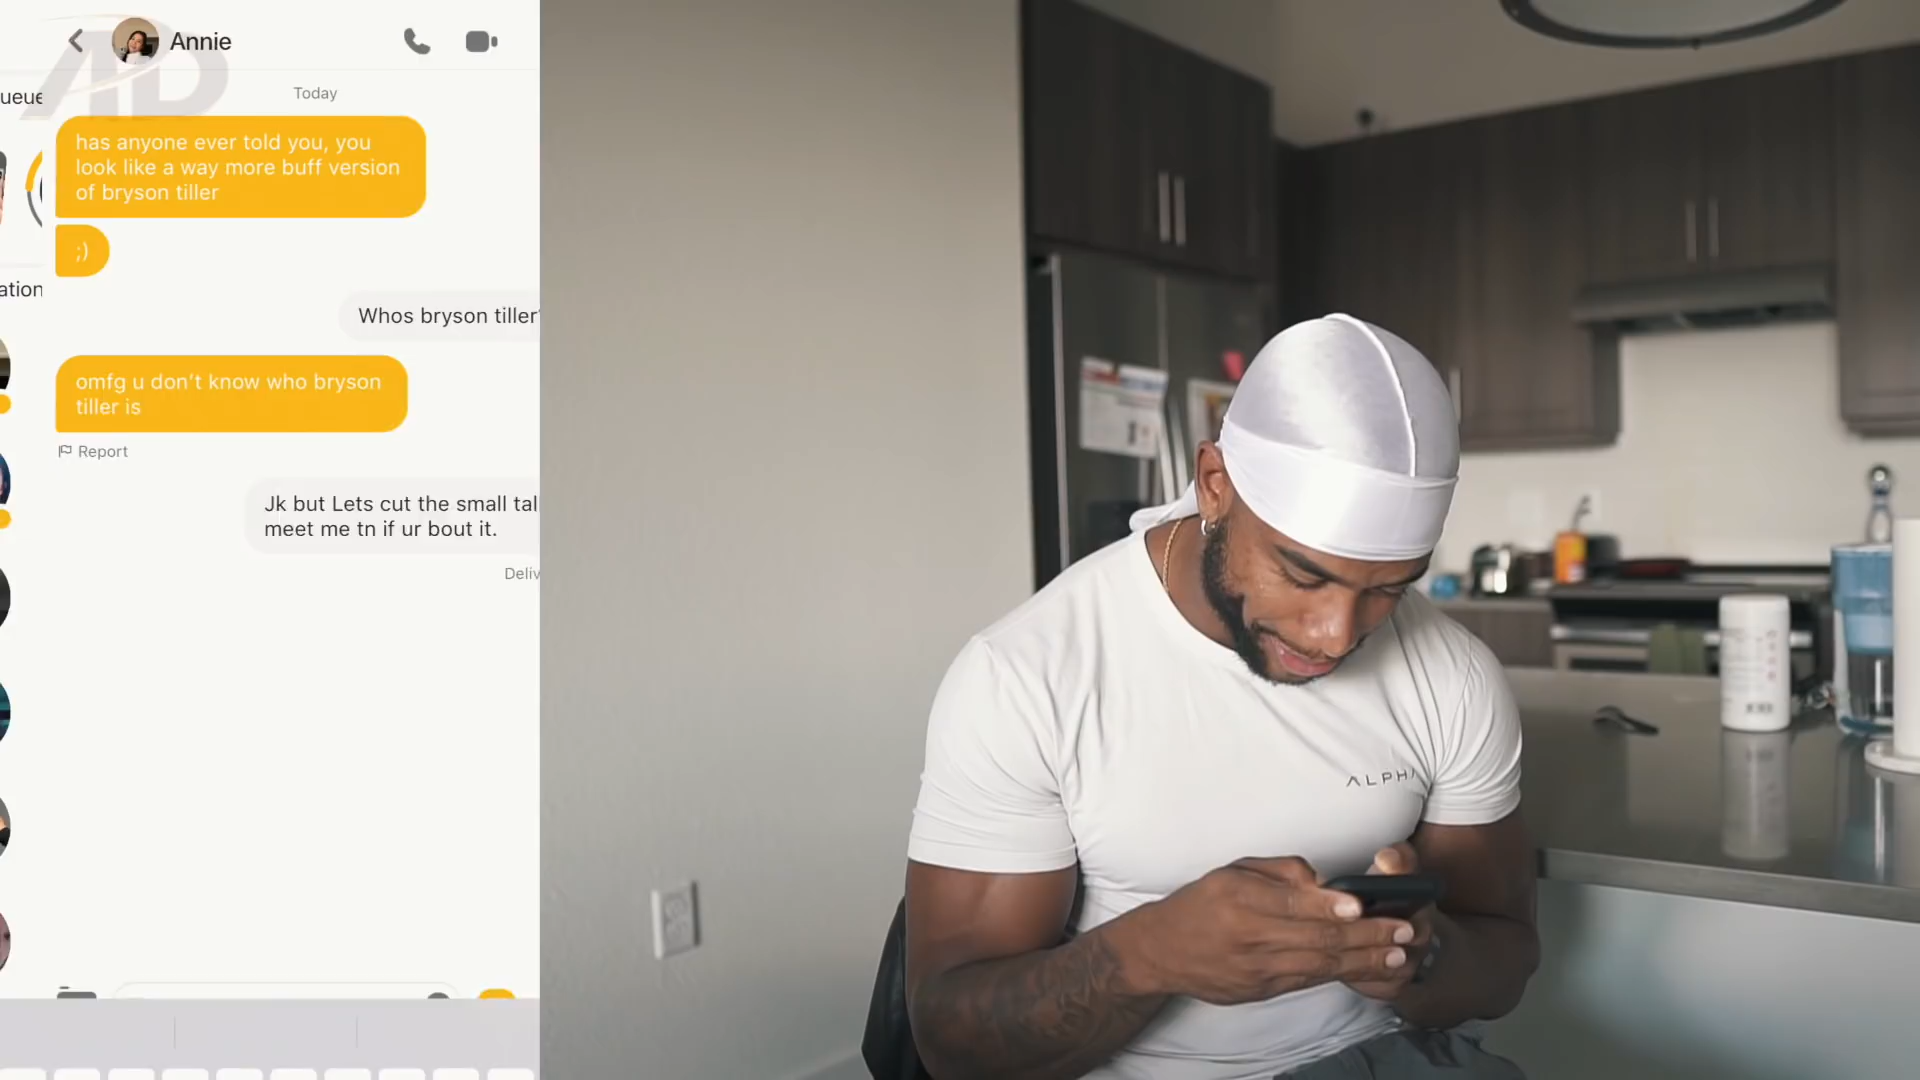 AD
Annie
ueue
Today
has anyone ever told you, you
look like a way more buff version
of bryson tiller
;)
ation
Whos bryson tiller?
omfg u don't know who bryson
tiller is
Report
Jk but Lets cut the small tal
meet me tn if ur bout it.
Deliv
ALPHA